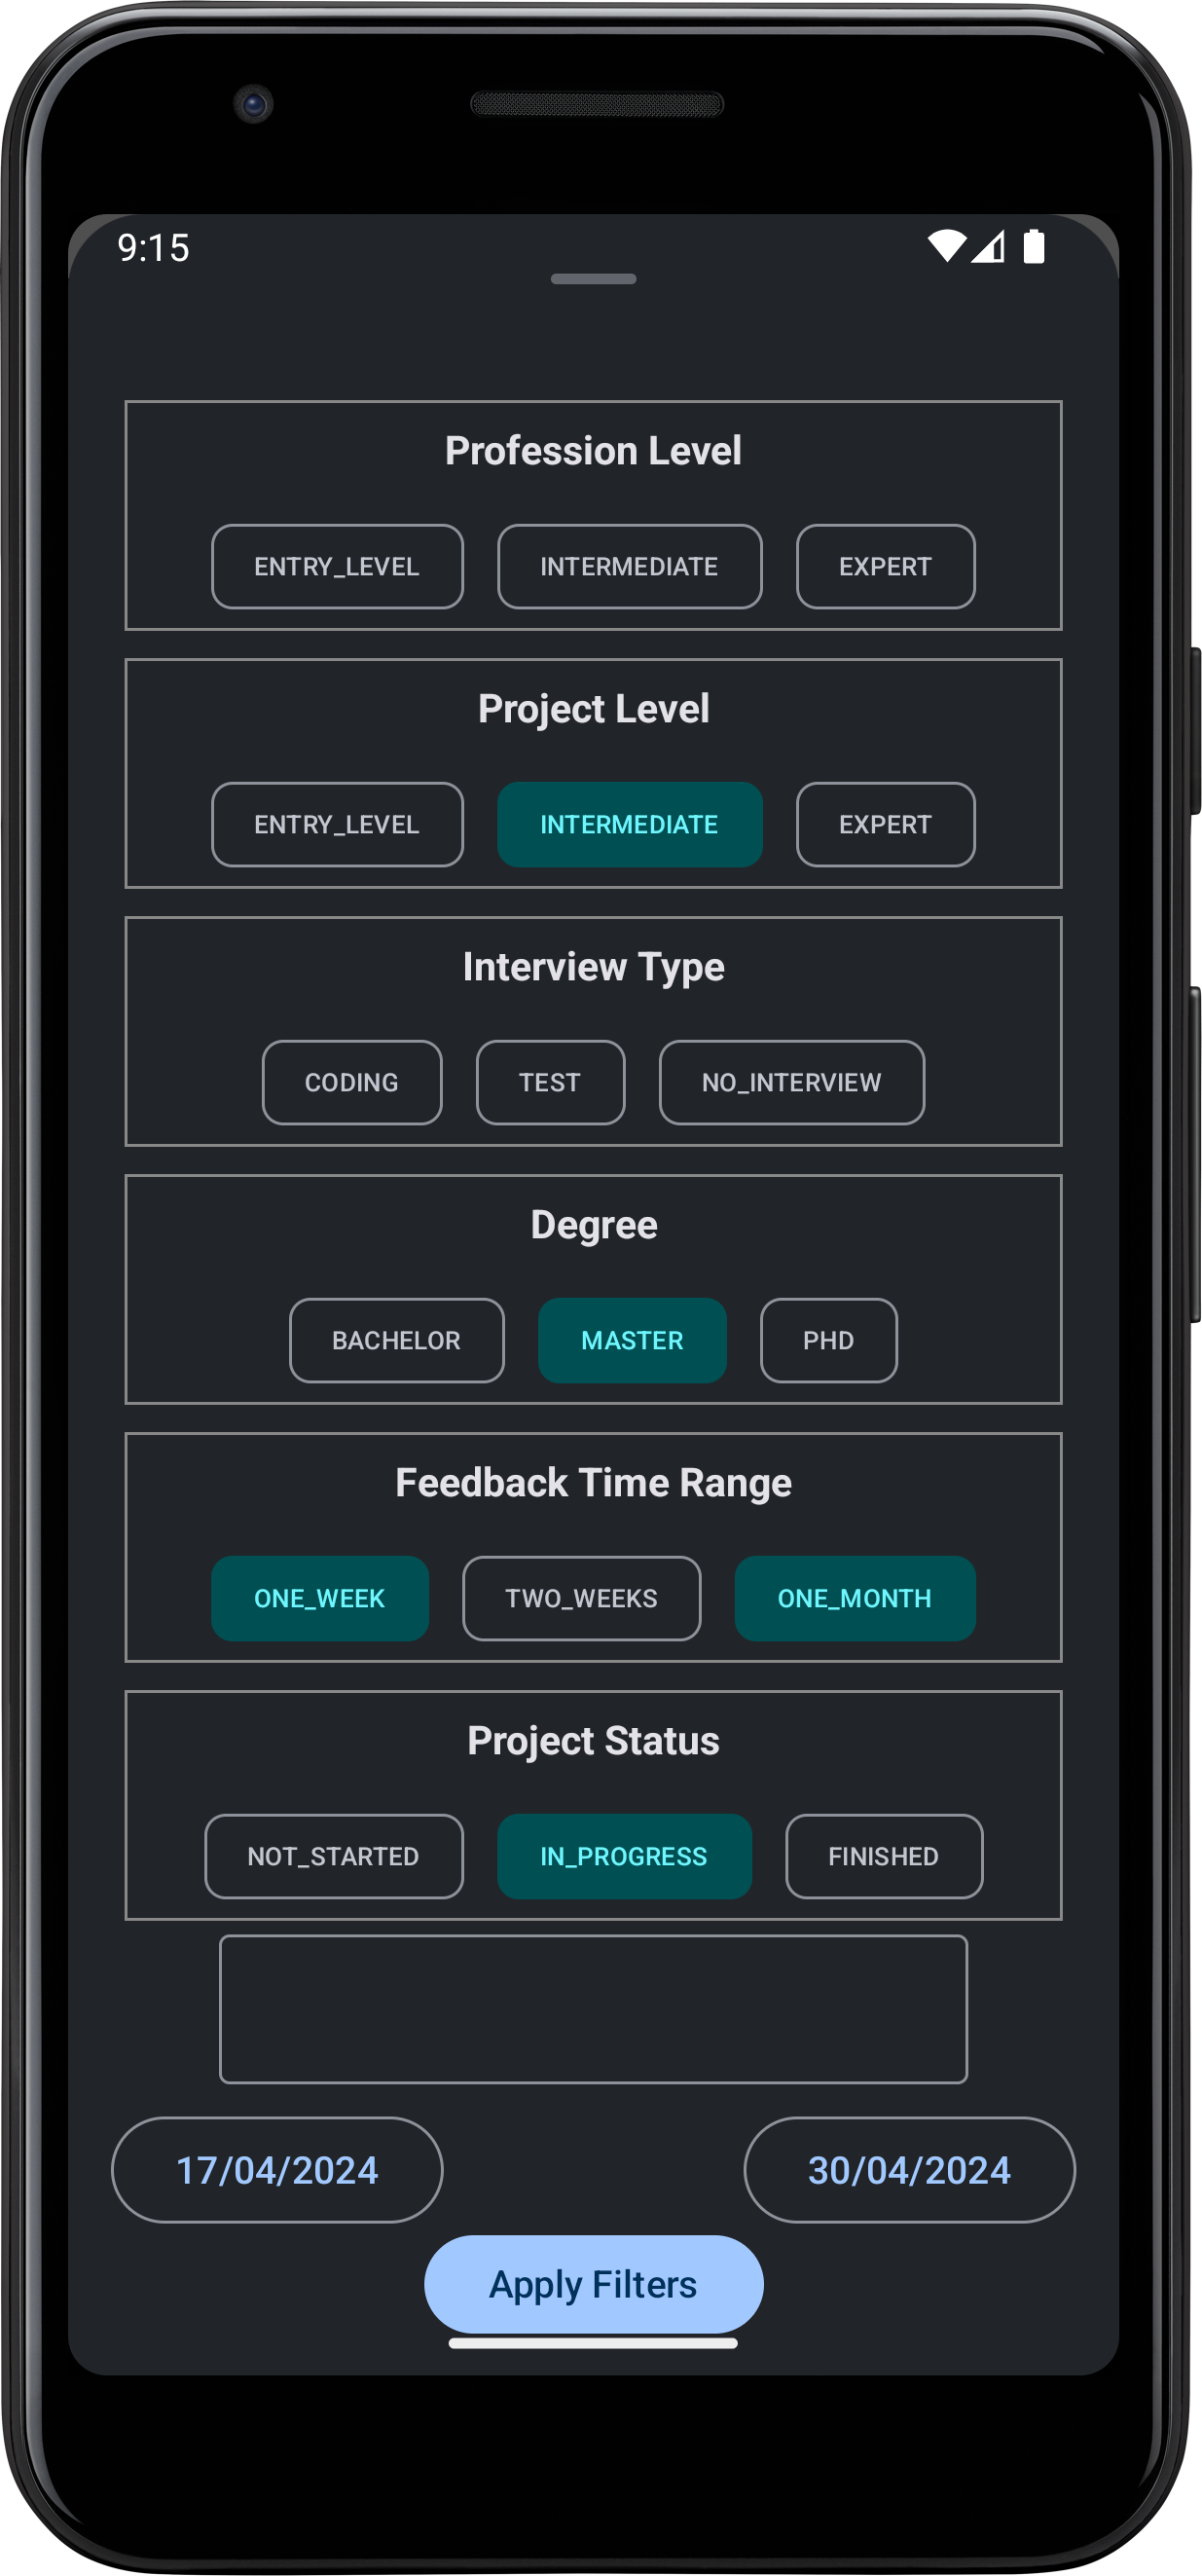 9:15
Profession Level
ENTRY_LEVEL INTERMEDIATE EXPERT
Project Level
ENTRY_LEVEL INTERMEDIATE EXPERT
Interview Type
CODING TEST NO_INTERVIEW
Degree
BACHELOR MASTER PHD
Feedback Time Range
ONE_WEEK TWO_WEEKS ONE_MONTH
Project Status
NOT_STARTED IN_PROGRESS FINISHED
17/04/2024 30/04/2024
Apply Filters